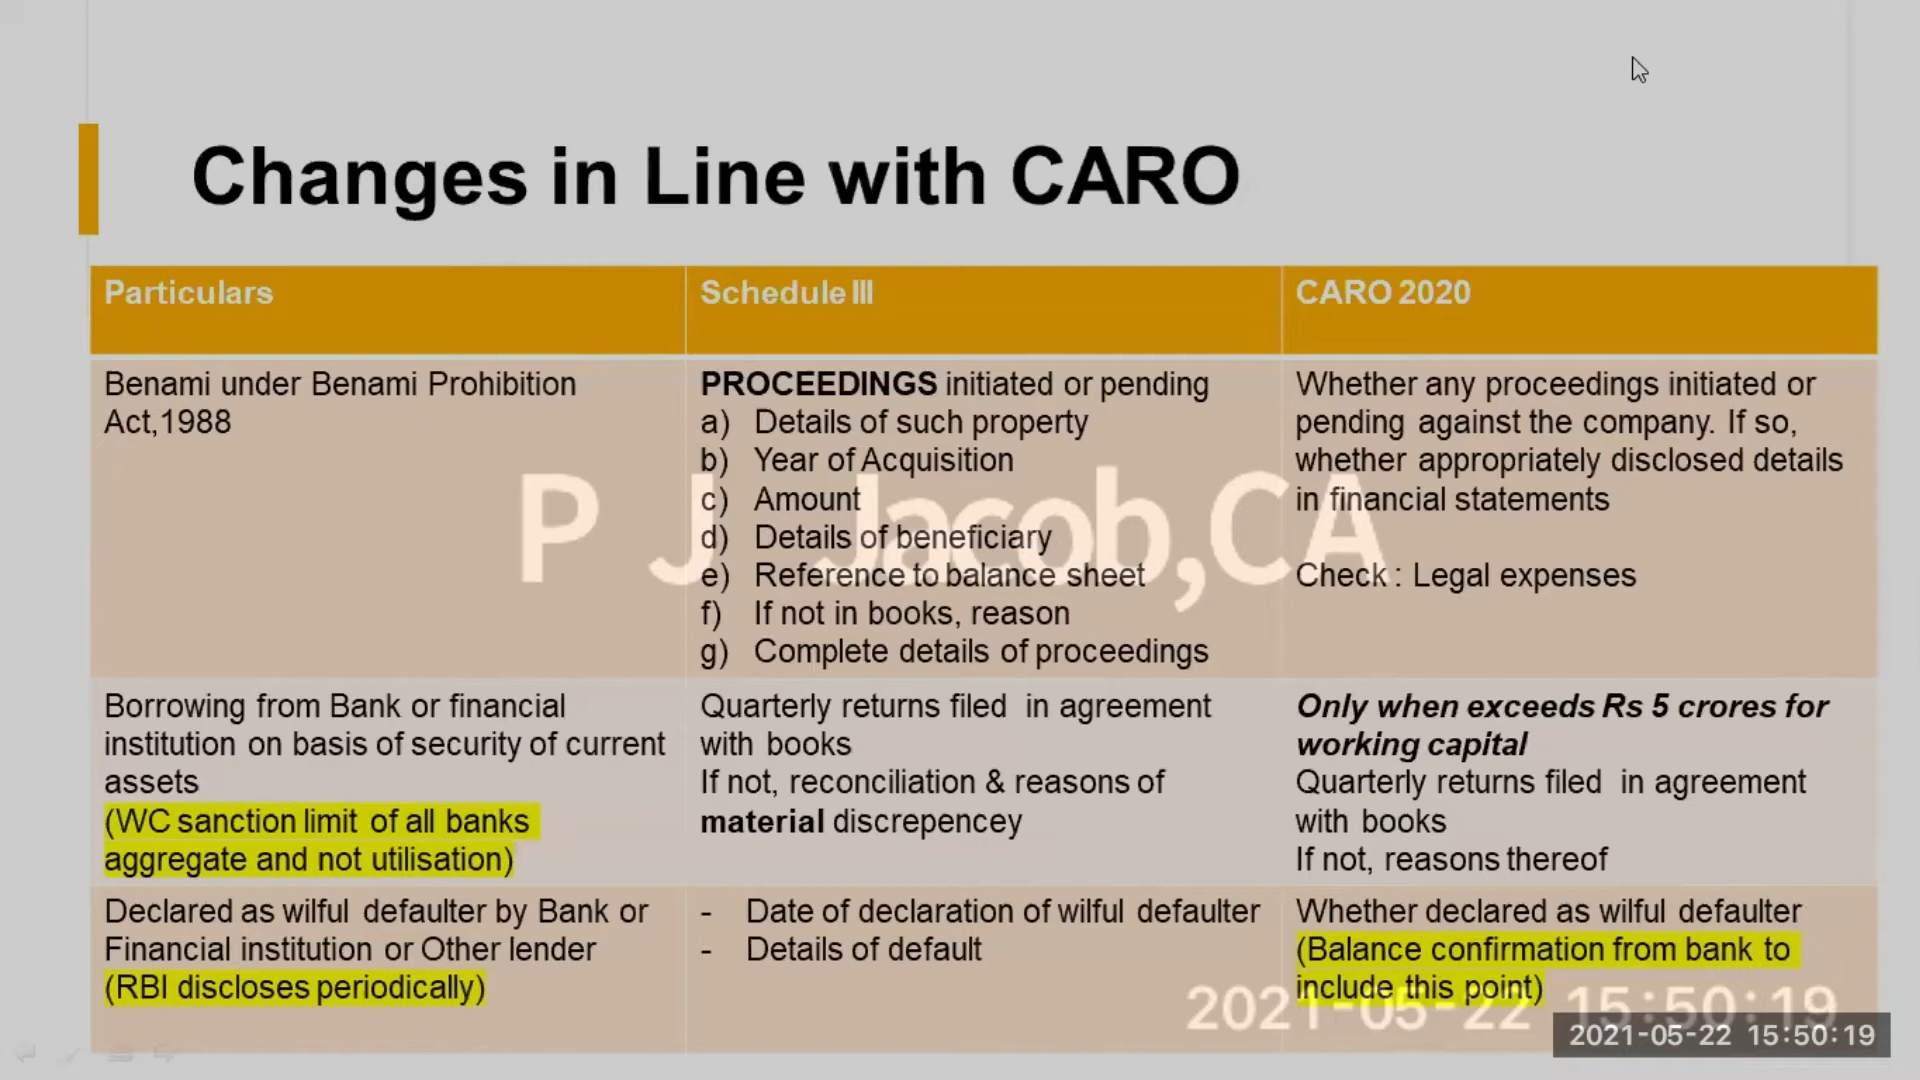 Changes in Line with CARO
Particulars
Schedule III
CARO 2020
Benami under Benami Prohibition
Act,1988
PROCEEDINGS initiated or pending
a) Details of such property
b) Year of Acquisition
c) Amount
d) Details of beneficiary
e) Reference to balance sheet
f) If not in books, reason
g) Complete details of proceedings
Whether any proceedings initiated or
pending against the company. If so,
whether appropriately disclosed details
in financial statements
Check : Legal expenses
Borrowing from Bank or financial
institution on basis of security of current
assets
(WC sanction limit of all banks
aggregate and not utilisation)
Quarterly returns filed in agreement
with books
If not, reconciliation & reasons of
material discrepencey
Only when exceeds Rs 5 crores for
working capital
Quarterly returns filed in agreement
with books
If not, reasons thereof
Declared as wilful defaulter by Bank or
Financial institution or Other lender
(RBI discloses periodically)
- Date of declaration of wilful defaulter
- Details of default
Whether declared as wilful defaulter
(Balance confirmation from bank to
include this point)
P J Jacob,CA
2021-05-22 15:50:19
2021-05-22 15:50:19